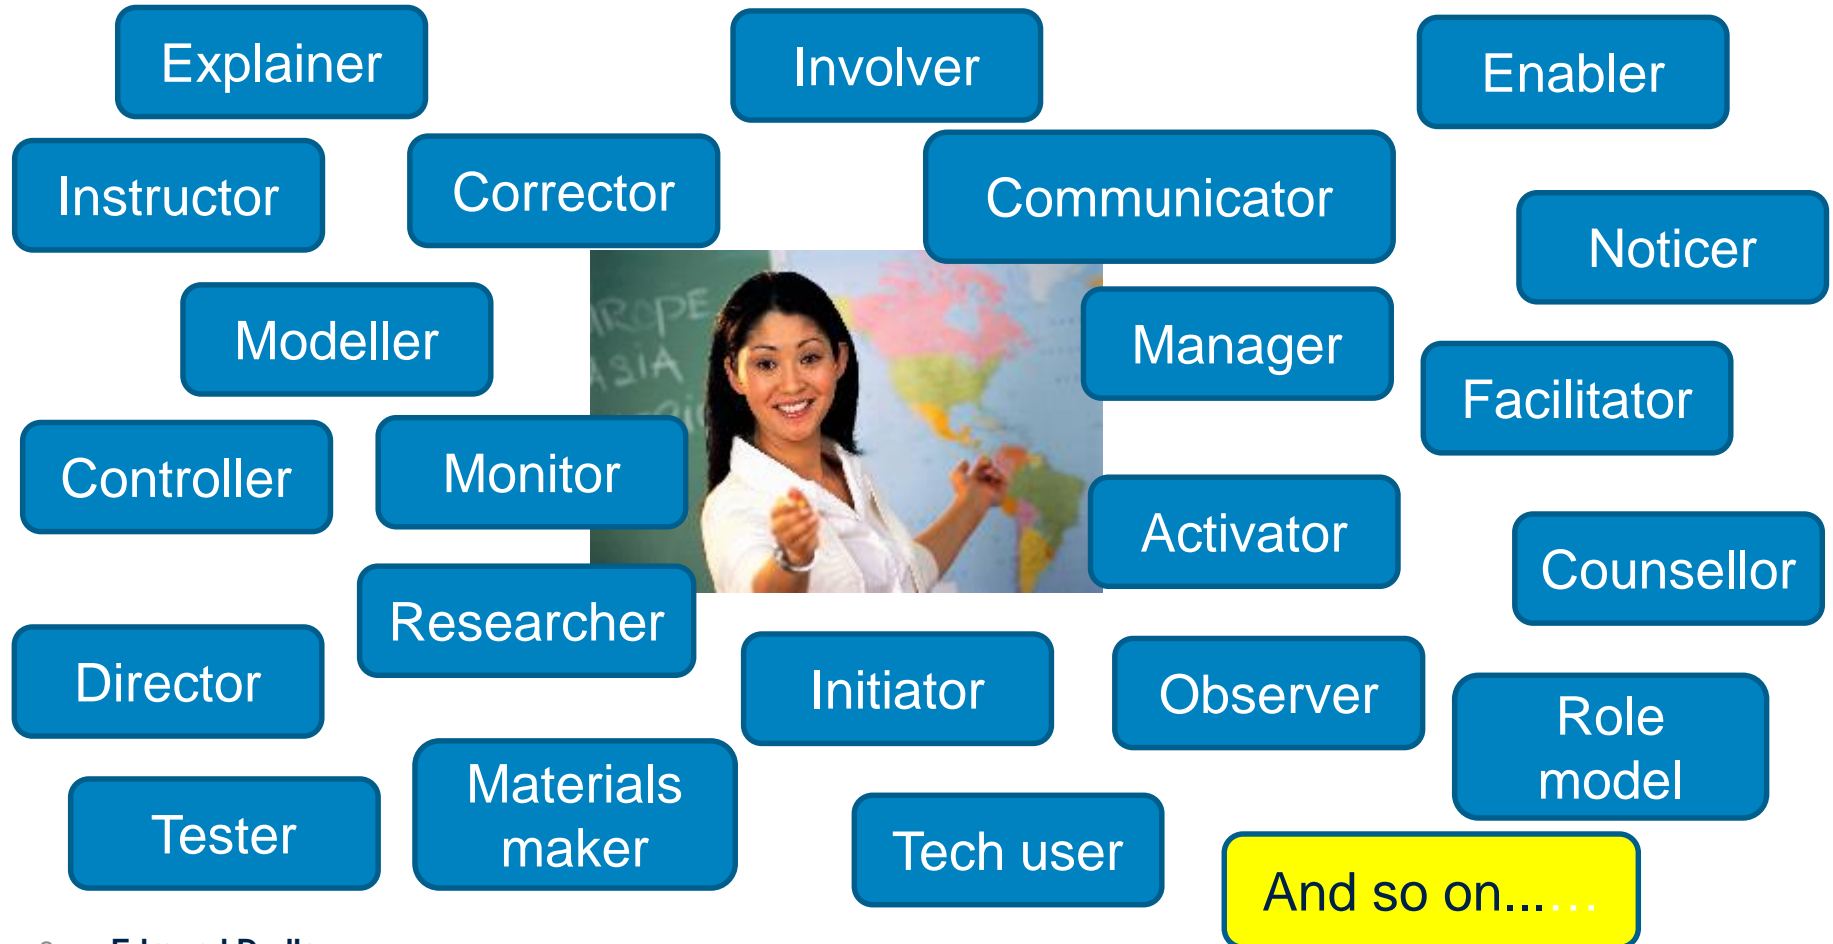 Explainer
Involver
Enabler
Instructor
Corrector
Communicator
Noticer
Modeller
Manager
Facilitator
Controller
Monitor
Activator
Counsellor
Researcher
Director
Initiator
Observer
Role
model
Tester
Materials
maker
Tech user
And so on......
ASIA